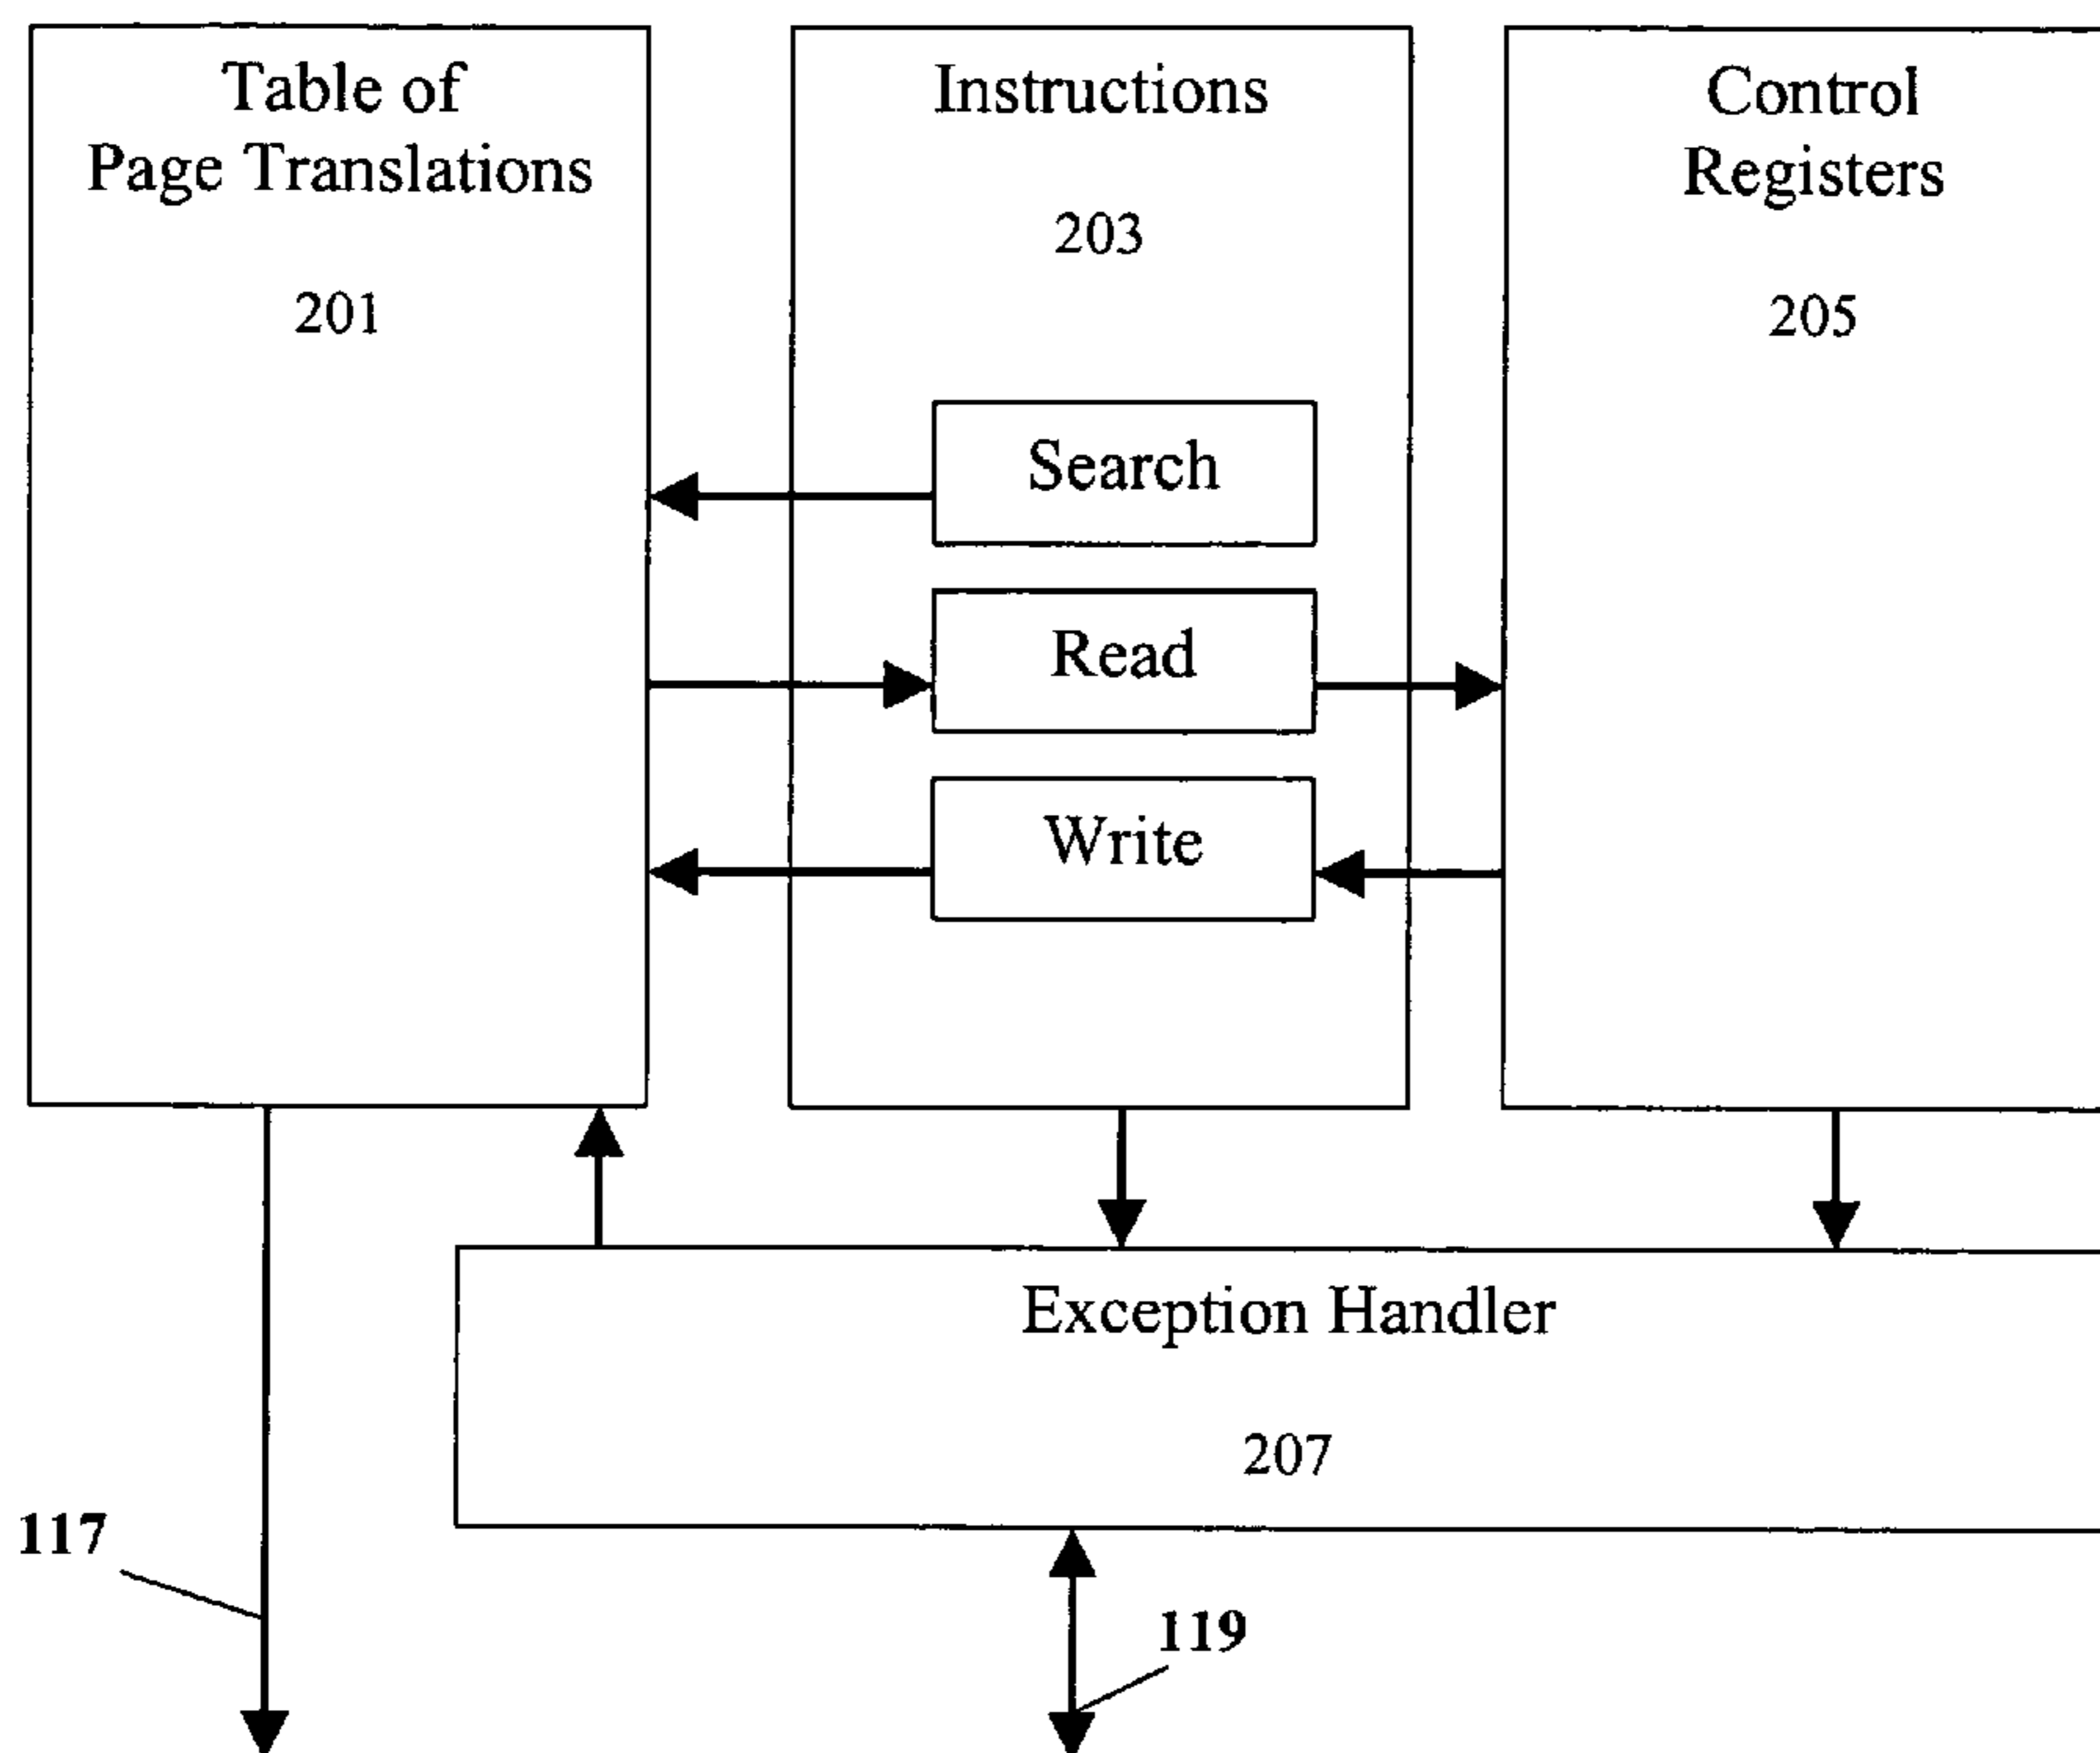 Table of
Page Translations
201
Instructions
203
Search
Read
Write
Control
Registers
205
Exception Handler
207
117
119